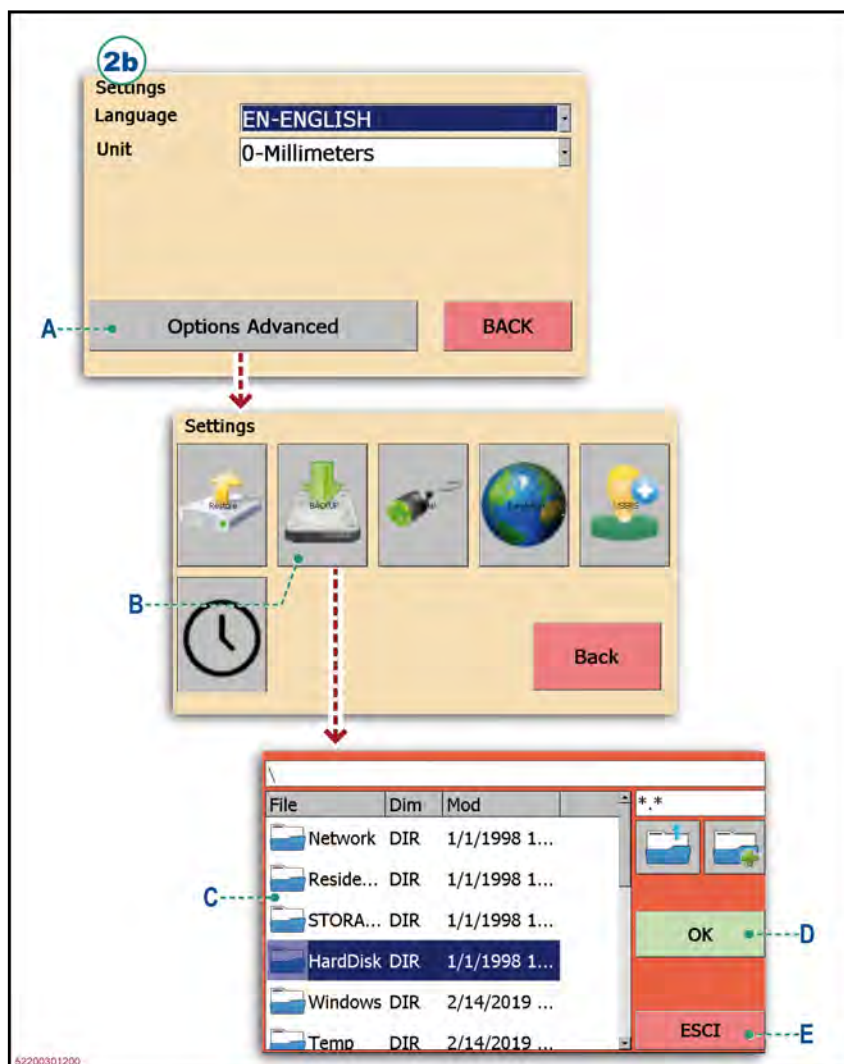 2b
Settings
Language EN-ENGLISH
Unit 0-Millimeters
A Options Advanced BACK
Settings
Restore BACKUP USERS
B
Back
\
File Dim Mod *.*
Network DIR 1/1/1998 1...
Reside... DIR 1/1/1998 1...
C
STORA... DIR 1/1/1998 1...
OK D
HardDisk DIR 1/1/1998 1...
Windows DIR 2/14/2019 ...
ESCI E
Temp DIR 2/14/2019 ...
52200301200